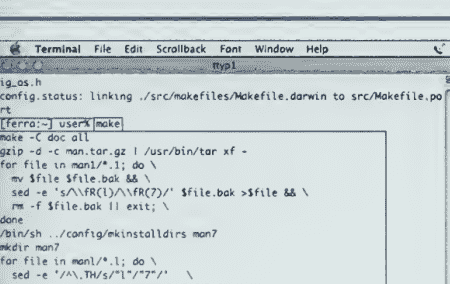 Terminal File Edit Scrollback Font Window Help
ttyp1
ig_os.h
config.status: linking ./src/makefiles/Makefile.darwin to src/Makefile.po
rt
[ferro:~] user% make
make -C doc all
gzip -d -c man.tar.gz | /usr/bin/tar xf -
for file in man1/*.1; do \
mv $file $file.bak && \
sed -e 's/\\fR(l)/\\fR(7)/' $file.bak >$file && \
rm -f $file.bak || exit; \
done
/bin/sh ../config/mkinstalldirs man7
mkdir man7
for file in manl/*.l; do \
sed -e '/^\.TH/s/"l"/"7"/' \